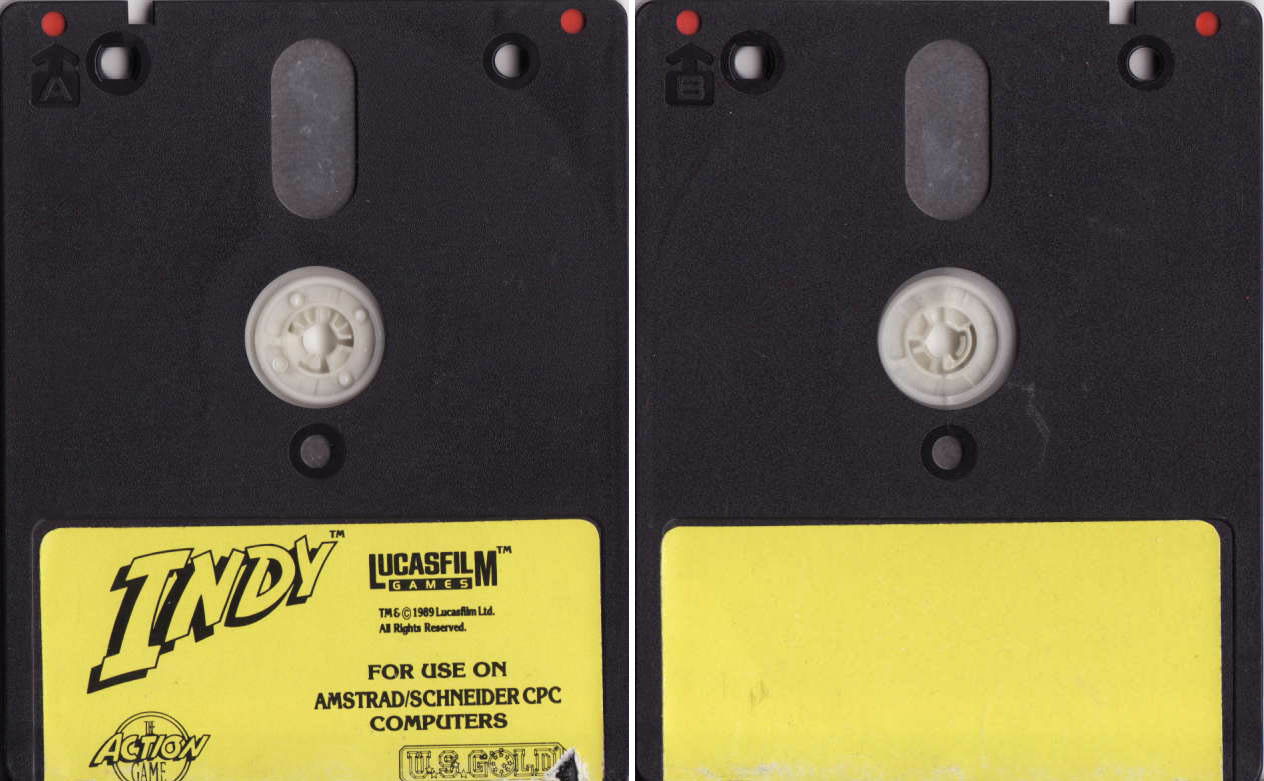 A
B
INDY™
LUCASFILM™
GAMES
TM & © 1989 Lucasfilm Ltd.
All Rights Reserved.
FOR USE ON
AMSTRAD/SCHNEIDER CPC
COMPUTERS
THE
ACTION
GAME
U.S. GOLD